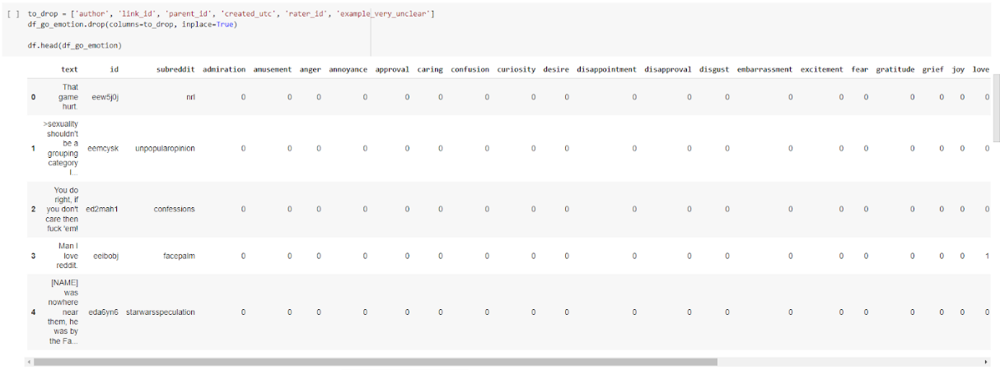 [ ] to_drop = ['author', 'link_id', 'parent_id', 'created_utc', 'rater_id', 'example_very_unclear']
df_go_emotion.drop(columns=to_drop, inplace=True)
df.head(df_go_emotion)
text id subreddit admiration amusement anger annoyance approval caring confusion curiosity desire disappointment disapproval disgust embarrassment excitement fear gratitude grief joy love
That
game
hurt.
0 eew5j0j nrl 0 0 0 0 0 0 0 0 0 0 0 0 0 0 0 0 0 0 0
>sexuality
shouldn't
be a
grouping
category
I...
1 eemcysk unpopularopinion 0 0 0 0 0 0 0 0 0 0 0 0 0 0 0 0 0 0 0
You do
right, if
you don't
care then
fuck 'em!
2 ed2mah1 confessions 0 0 0 0 0 0 0 0 0 0 0 0 0 0 0 0 0 0 0
Man I
love
reddit.
3 eeibobj facepalm 0 0 0 0 0 0 0 0 0 0 0 0 0 0 0 0 0 0 1
[NAME]
was
nowhere
near
them, he
was by
the Fa...
4 eda6yn6 starwarsspeculation 0 0 0 0 0 0 0 0 0 0 0 0 0 0 0 0 0 0 0